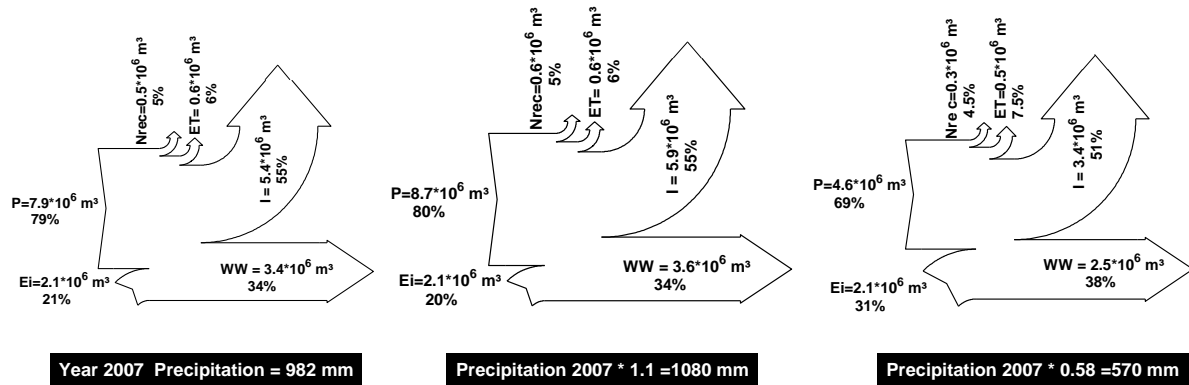 Nrec=0.5*10⁶ m³
5%
ET= 0.6*10⁶ m³
6%
I = 5.4*10⁶ m³
55%
P=7.9*10⁶ m³
79%
Ei=2.1*10⁶ m³
21%
WW = 3.4*10⁶ m³
34%
Year 2007 Precipitation = 982 mm
Nrec=0.6*10⁶ m³
5%
ET= 0.6*10⁶ m³
6%
I = 5.9*10⁶ m³
55%
P=8.7*10⁶ m³
80%
Ei=2.1*10⁶ m³
20%
WW = 3.6*10⁶ m³
34%
Precipitation 2007 * 1.1 =1080 mm
Nre c=0.3*10⁶ m³
4.5%
ET=0.5*10⁶ m³
7.5%
I = 3.4*10⁶ m³
51%
P=4.6*10⁶ m³
69%
Ei=2.1*10⁶ m³
31%
WW = 2.5*10⁶ m³
38%
Precipitation 2007 * 0.58 =570 mm